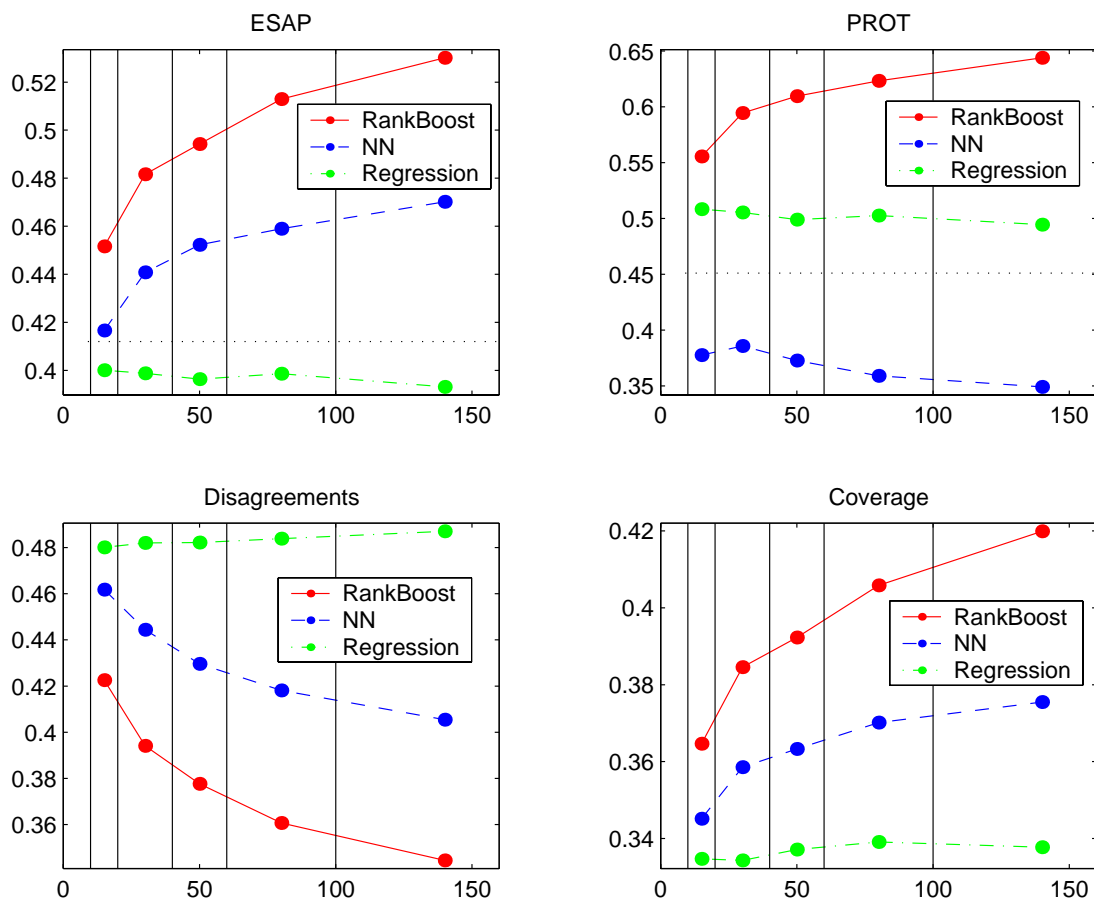 ESAP
0.52
0.5
0.48
0.46
0.44
0.42
0.4
0 50 100 150
RankBoost
NN
Regression
PROT
0.65
0.6
0.55
0.5
0.45
0.4
0.35
0 50 100 150
RankBoost
NN
Regression
Disagreements
0.48
0.46
0.44
0.42
0.4
0.38
0.36
0 50 100 150
RankBoost
NN
Regression
Coverage
0.42
0.4
0.38
0.36
0.34
0 50 100 150
RankBoost
NN
Regression